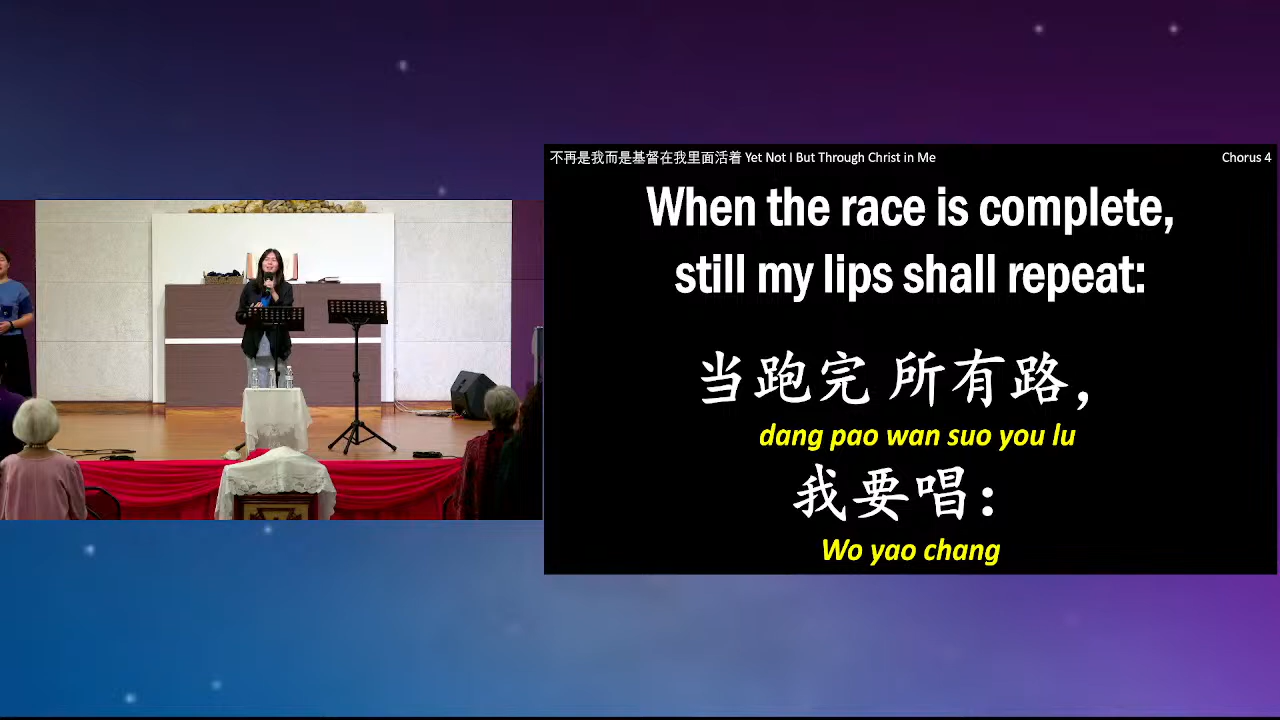 不再是我而是基督在我里面活着 Yet Not I But Through Christ in Me
Chorus 4
When the race is complete,
still my lips shall repeat:
当跑完 所有路，
dang pao wan suo you lu
我要唱：
Wo yao chang